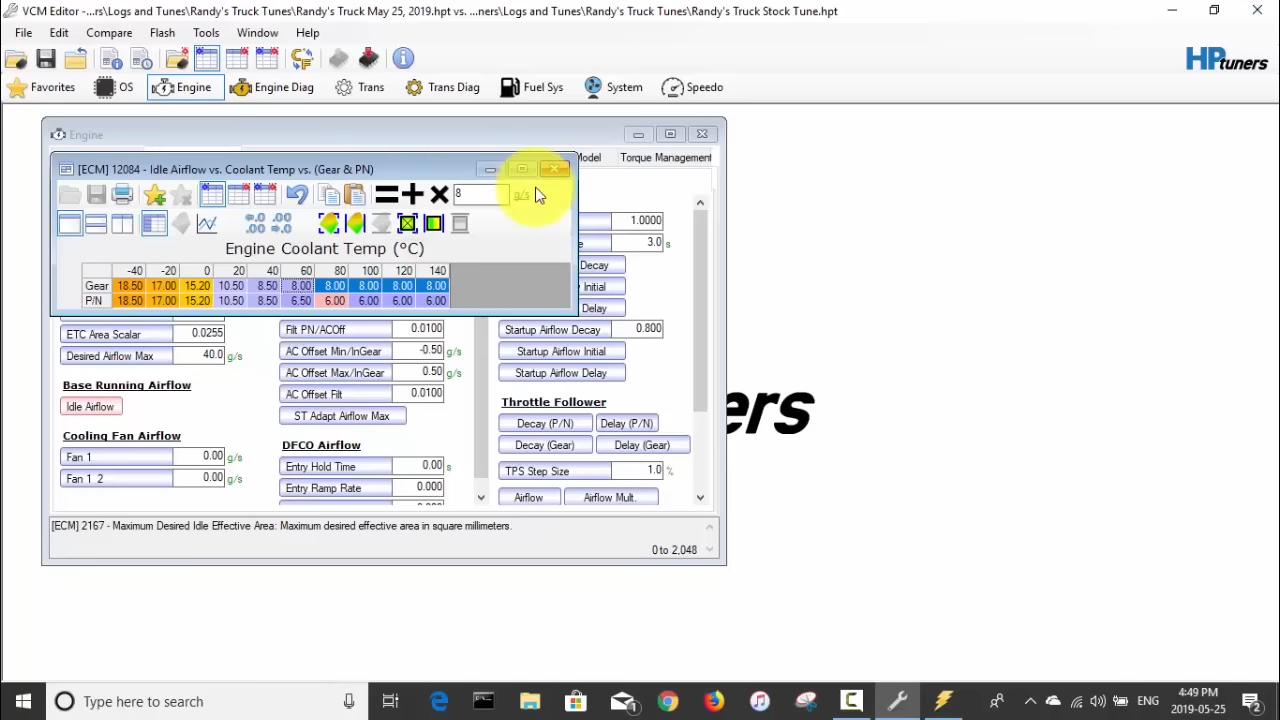 VCM Editor -...rs\Logs and Tunes\Randy's Truck Tunes\Randy's Truck May 25, 2019.hpt vs. ...ners\Logs and Tunes\Randy's Truck Tunes\Randy's Truck Stock Tune.hpt
File Edit Compare Flash Tools Window Help
HPtuners
Favorites OS Engine Engine Diag Trans Trans Diag Fuel Sys System Speedo
Engine
[ECM] 12084 - Idle Airflow vs. Coolant Temp vs. (Gear & PN)
Model Torque Management
8 g/s
Engine Coolant Temp (°C)
-40 -20 0 20 40 60 80 100 120 140
Gear 18.50 17.00 15.20 10.50 8.50 8.00 8.00 8.00 8.00 8.00
P/N 18.50 17.00 15.20 10.50 8.50 6.50 6.00 6.00 6.00 6.00
1.0000
3.0 s
Decay
Initial
Delay
ETC Area Scalar 0.0255
Desired Airflow Max 40.0 g/s
Base Running Airflow
Idle Airflow
Cooling Fan Airflow
Fan 1 0.00 g/s
Fan 1 2 0.00 g/s
Filt PN/ACOff 0.0100
AC Offset Min/InGear -0.50 g/s
AC Offset Max/InGear 0.50 g/s
AC Offset Filt 0.0100
ST Adapt Airflow Max
DFCO Airflow
Entry Hold Time 0.00 s
Entry Ramp Rate 0.000
Startup Airflow Decay 0.800
Startup Airflow Initial
Startup Airflow Delay
Throttle Follower
Decay (P/N) Delay (P/N)
Decay (Gear) Delay (Gear)
TPS Step Size 1.0 %
Airflow Airflow Mult.
ers
[ECM] 2167 - Maximum Desired Idle Effective Area: Maximum desired effective area in square millimeters.
0 to 2,048
Type here to search
1
ENG
4:49 PM
2019-05-25
2